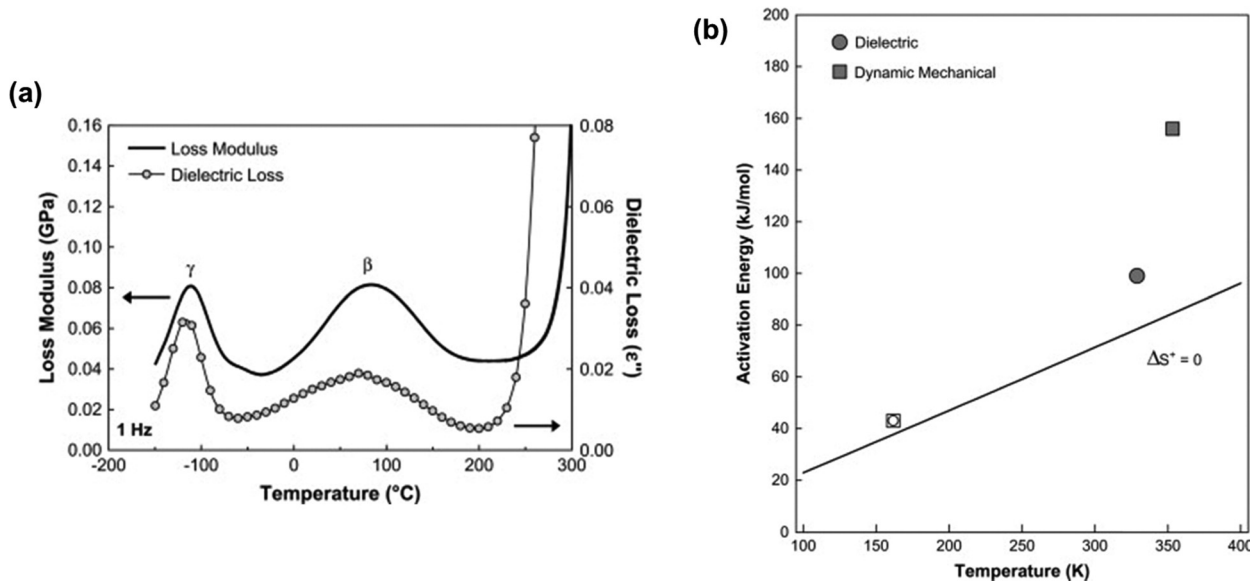 (a)
0.16
0.14
0.12
0.10
0.08
0.06
0.04
0.02
0.00
Loss Modulus (GPa)
Loss Modulus
Dielectric Loss
γ
β
1 Hz
-200
-100
0
100
200
300
Temperature (°C)
0.08
0.06
0.04
0.02
0.00
Dielectric Loss (ε")
(b)
200
180
160
140
120
100
80
60
40
20
0
Activation Energy (kJ/mol)
Dielectric
Dynamic Mechanical
ΔS⁺ = 0
100
150
200
250
300
350
400
Temperature (K)